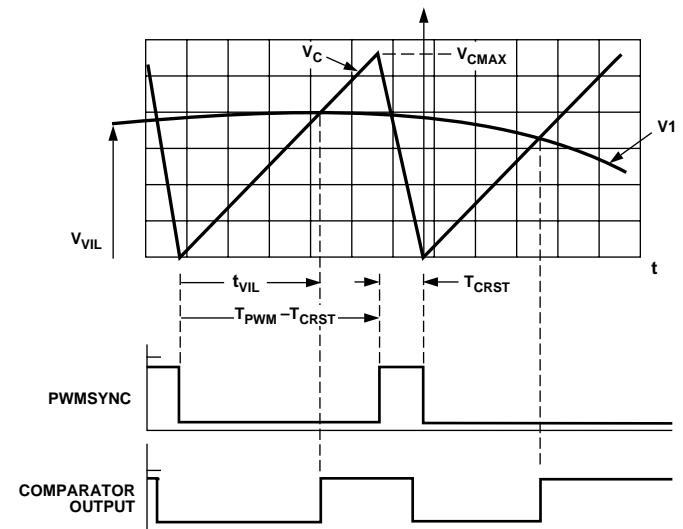 V_C
V_CMAX
V1
V_VIL
t
t_VIL
T_CRST
T_PWM –T_CRST
PWMSYNC
COMPARATOR
OUTPUT